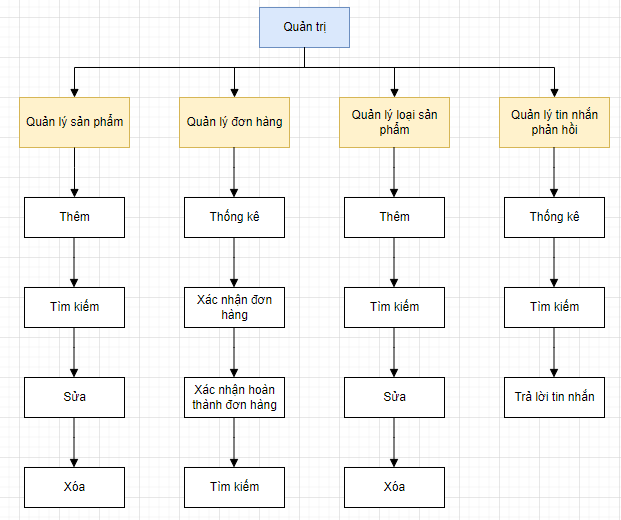 Quản trị
Quản lý sản phẩm
Quản lý đơn hàng
Quản lý loại sản
phẩm
Quản lý tin nhắn
phản hồi
Thêm
Thống kê
Thêm
Thống kê
Tìm kiếm
Xác nhận đơn
hàng
Tìm kiếm
Tìm kiếm
Sửa
Xác nhận hoàn
thành đơn hàng
Sửa
Trả lời tin nhắn
Xóa
Tìm kiếm
Xóa